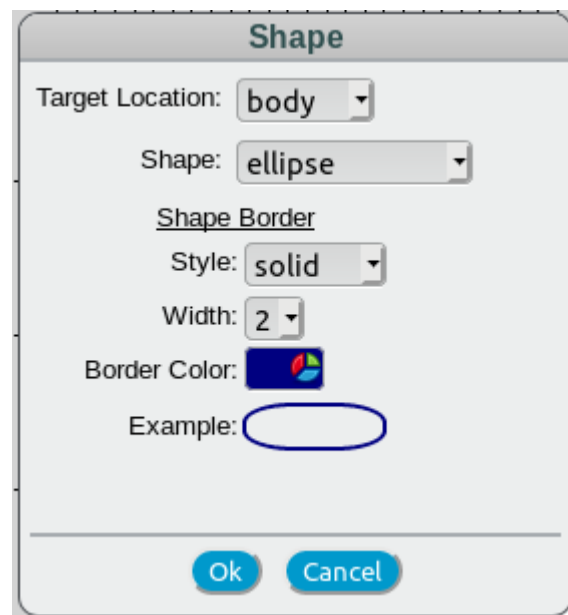 Shape
Target Location: body
Shape: ellipse
Shape Border
Style: solid
Width: 2
Border Color:
Example:
Ok Cancel